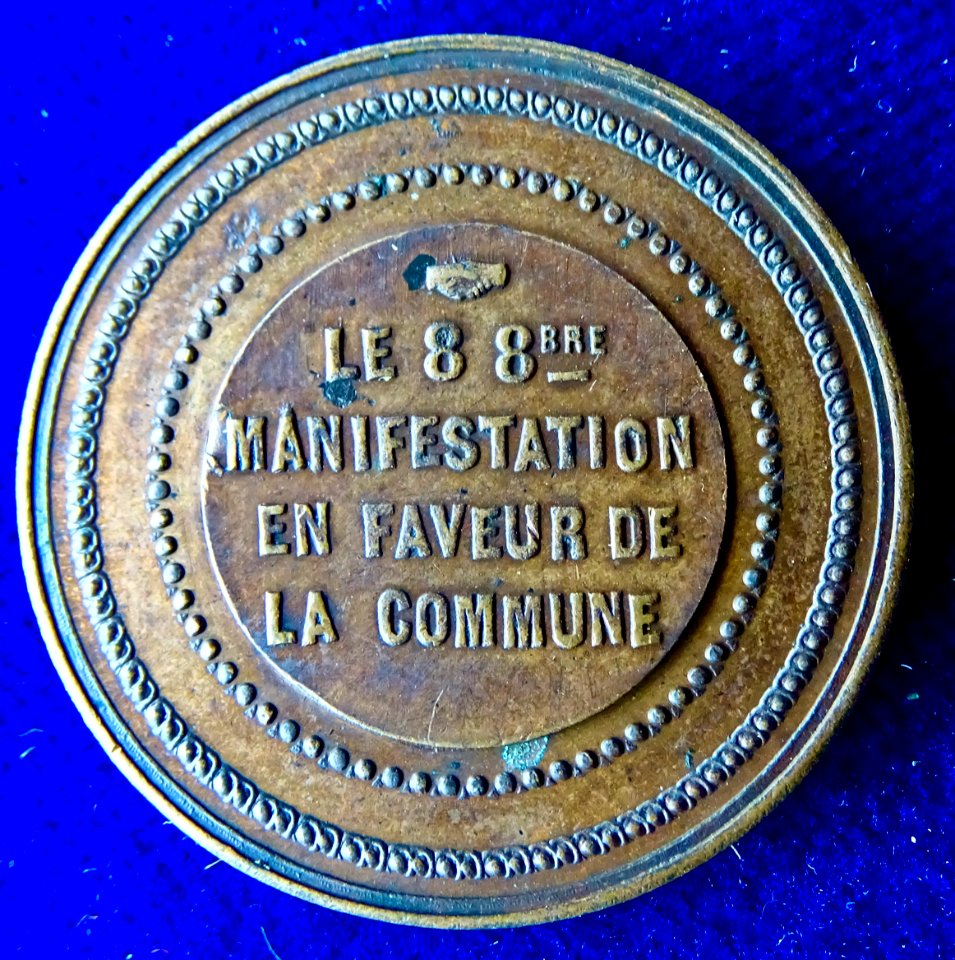 LE 8 8BRE
MANIFESTATION
EN FAVEUR DE
LA COMMUNE